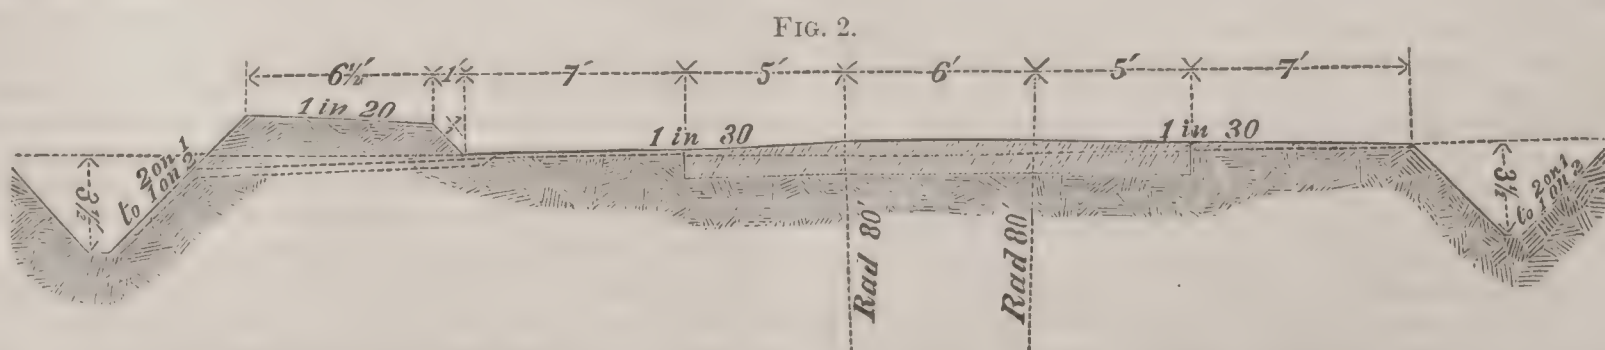 FIG. 2.
6½' 1' 7' 5' 6' 5' 7'
1 in 20
1 in 30
1 in 30
3½
2 on 1
to 1 on 2
3½
2 on 1
to 1 on 2
Rad 80'
Rad 80'